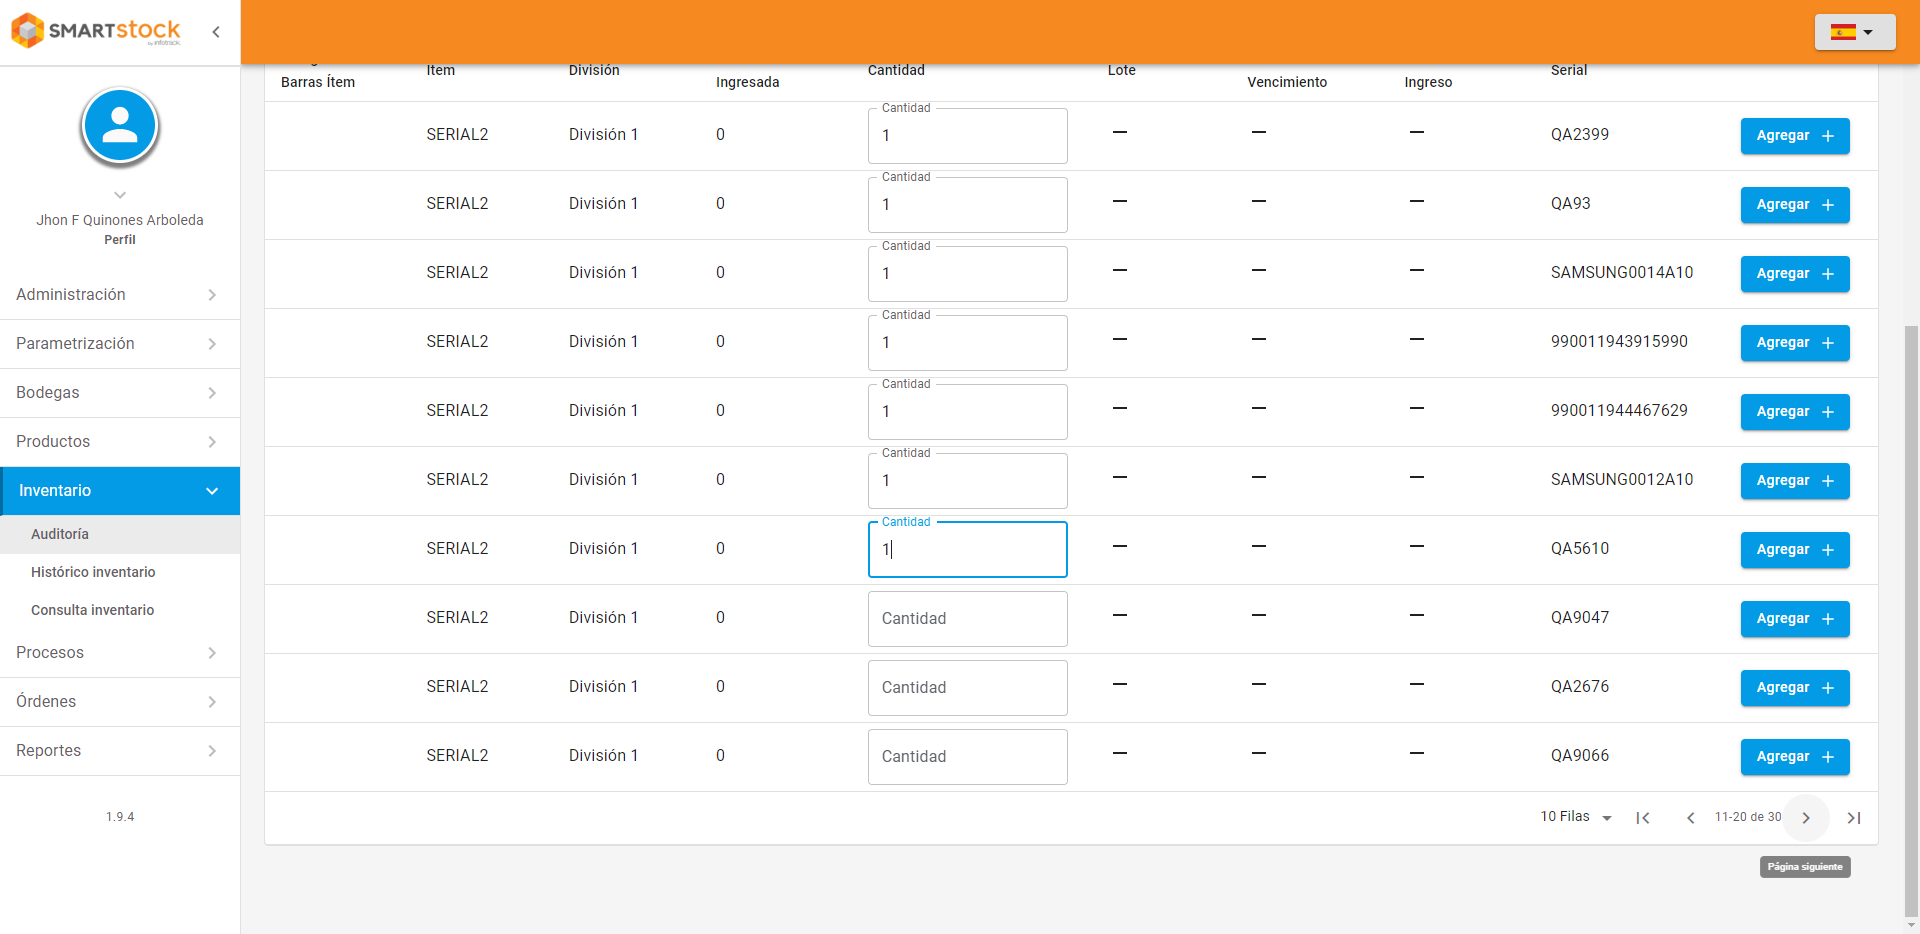 SMARTstock
by infotrack
Jhon F Quinones Arboleda
Perfil
Administración
Parametrización
Bodegas
Productos
Inventario
Auditoría
Histórico inventario
Consulta inventario
Procesos
Órdenes
Reportes
1.9.4
Barras Ítem Item División Ingresada Cantidad Lote Vencimiento Ingreso Serial
Cantidad
SERIAL2 División 1 0 1 — — — QA2399 Agregar +
Cantidad
SERIAL2 División 1 0 1 — — — QA93 Agregar +
Cantidad
SERIAL2 División 1 0 1 — — — SAMSUNG0014A10 Agregar +
Cantidad
SERIAL2 División 1 0 1 — — — 990011943915990 Agregar +
Cantidad
SERIAL2 División 1 0 1 — — — 990011944467629 Agregar +
Cantidad
SERIAL2 División 1 0 1 — — — SAMSUNG0012A10 Agregar +
Cantidad
SERIAL2 División 1 0 1 — — — QA5610 Agregar +
SERIAL2 División 1 0 Cantidad — — — QA9047 Agregar +
SERIAL2 División 1 0 Cantidad — — — QA2676 Agregar +
SERIAL2 División 1 0 Cantidad — — — QA9066 Agregar +
10 Filas 11-20 de 30
Página siguiente